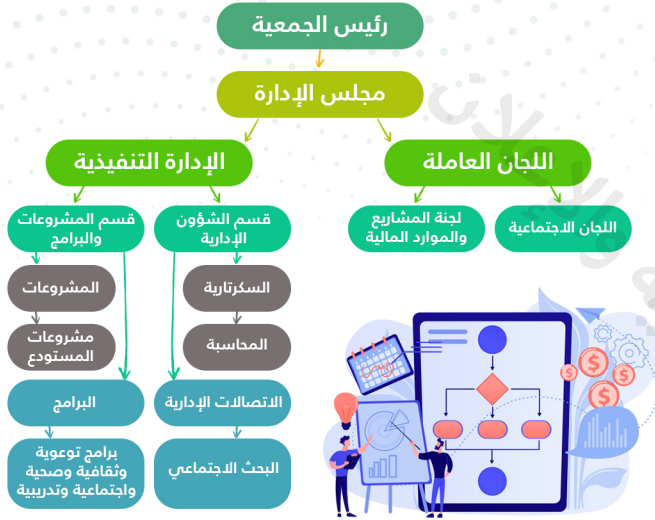 رئيس الجمعية
مجلس الإدارة
اللجان العاملة
الإدارة التنفيذية
اللجان الاجتماعية
لجنة المشاريع
والموارد المالية
قسم الشؤون
الإدارية
قسم المشروعات
والبرامج
السكرتارية
المشروعات
المحاسبة
مشروعات
المستودع
الاتصالات الإدارية
البرامج
البحث الاجتماعي
برامج توعوية
وثقافية وصحية
واجتماعية وتدريبية
والإعلان